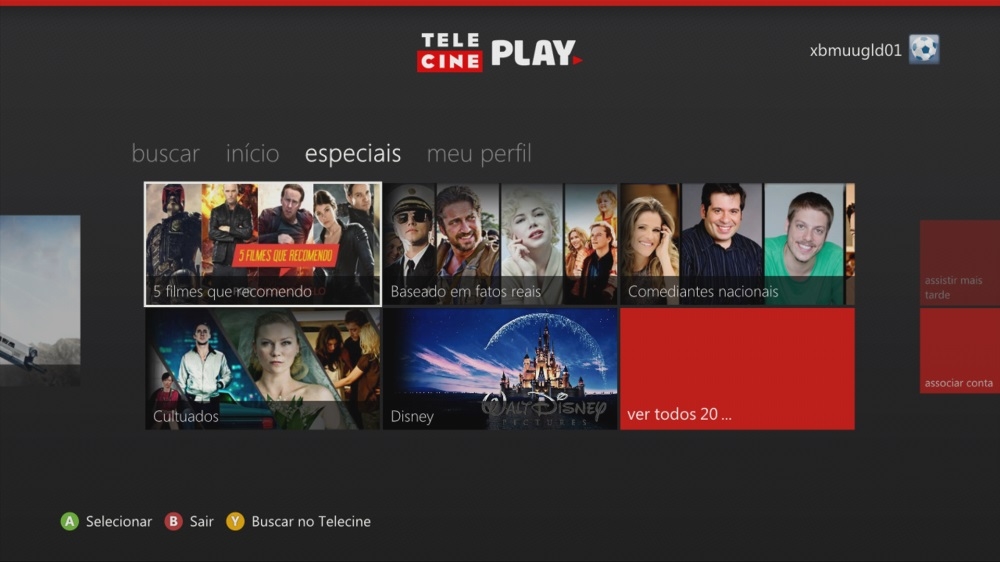 TELE
CINE PLAY
xbmuugld01
buscar início especiais meu perfil
5 FILMES QUE RECOMENDO
5 filmes que recomendo
Baseado em fatos reais
Comediantes nacionais
assistir mais
tarde
Cultuados
WALT DISNEY
PICTURES
Disney
ver todos 20 ...
associar conta
A Selecionar B Sair Y Buscar no Telecine